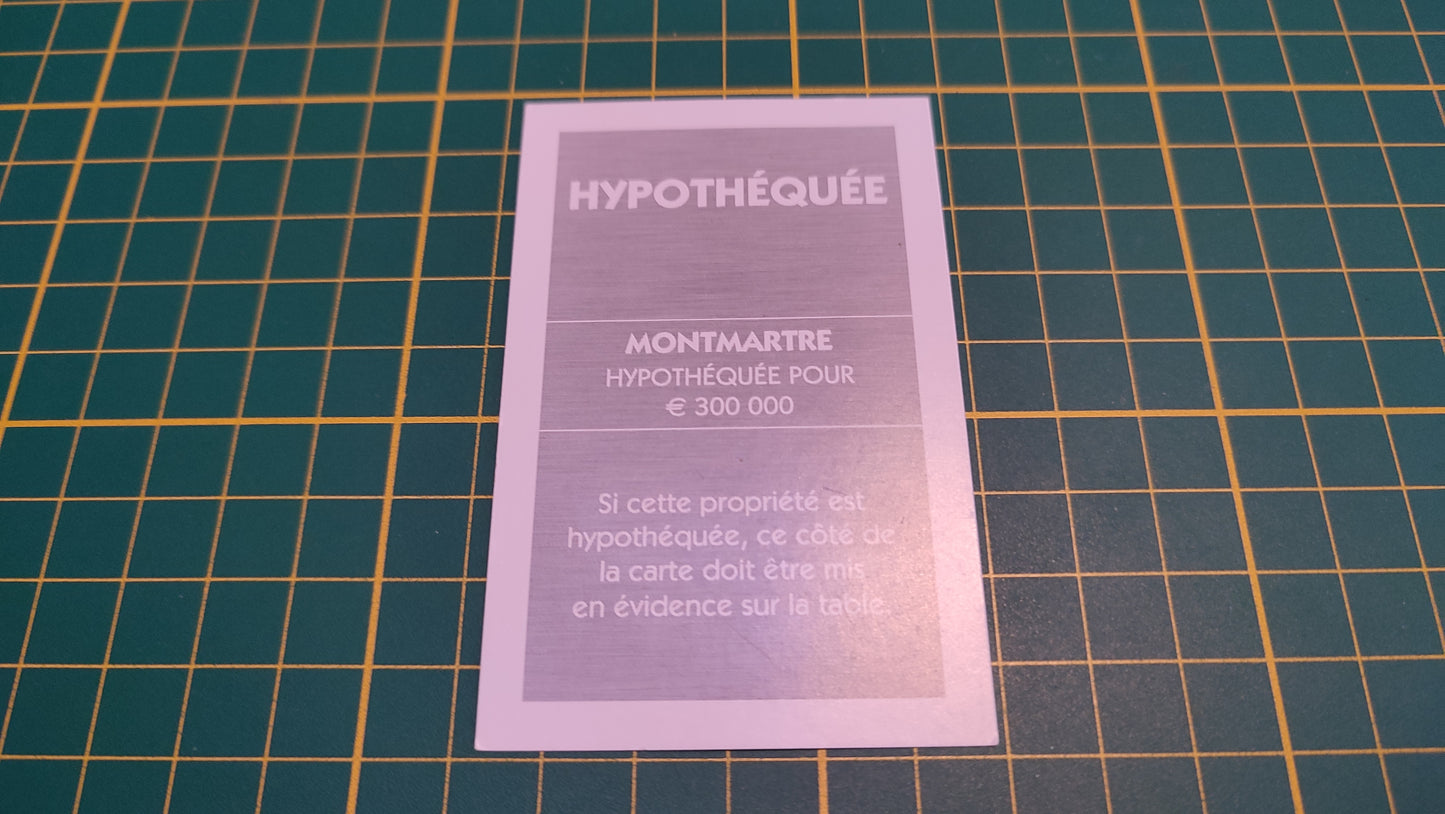 HYPOTHÉQUÉE
MONTMARTRE
HYPOTHÉQUÉE POUR
€ 300 000
Si cette propriété est
hypothéquée, ce côté de
la carte doit être mis
en évidence sur la table.